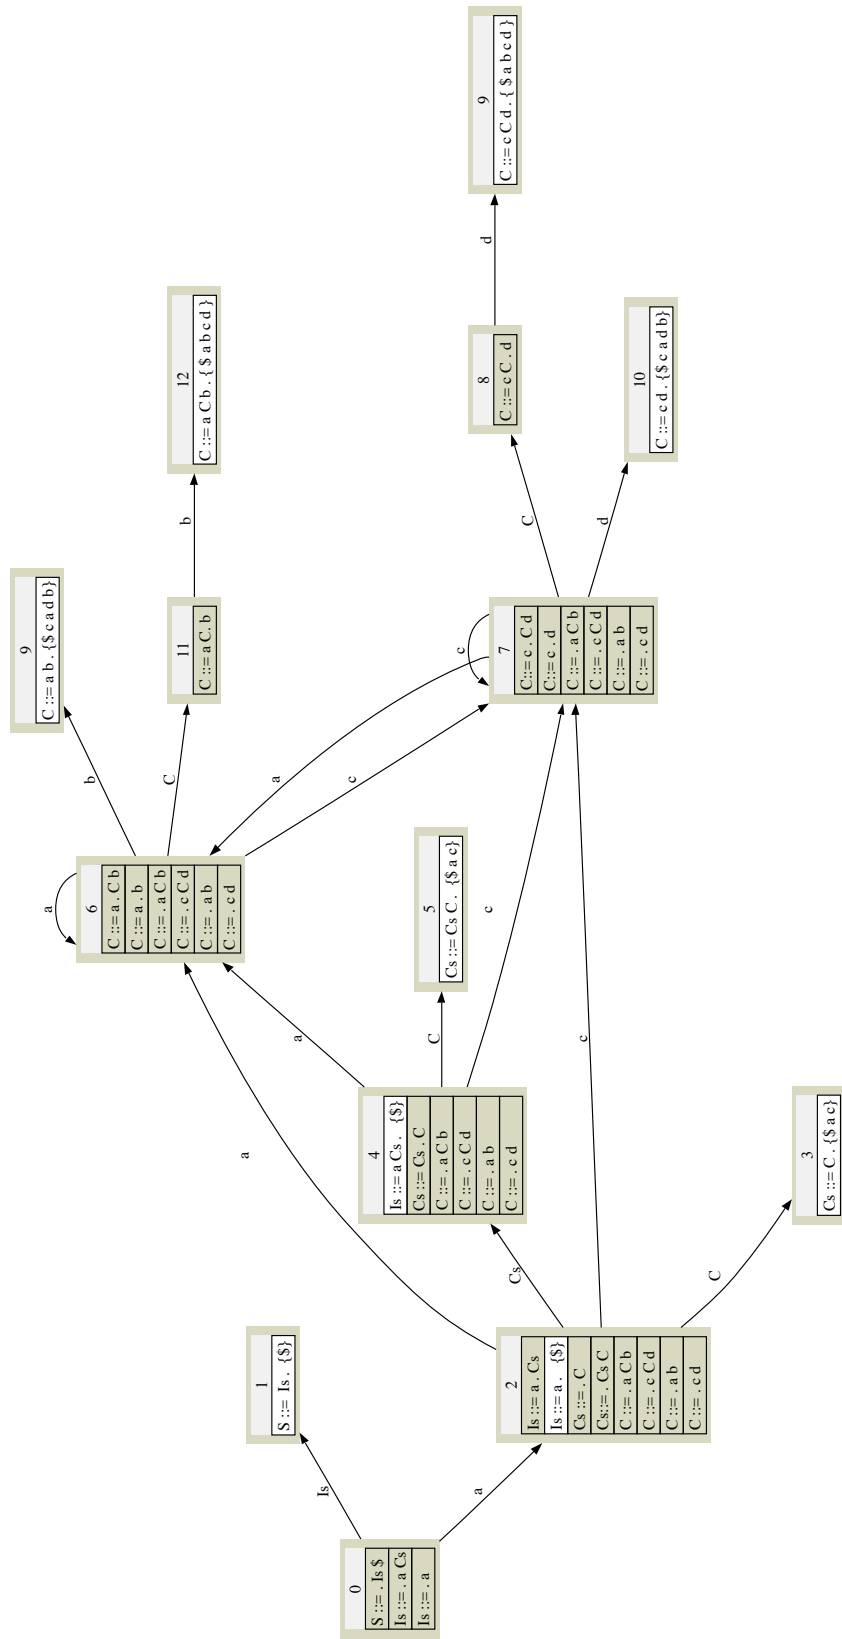 0
S ::= . Is $
Is ::= . a Cs
Is ::= . a
Is
a
1
S ::= Is . {$}
2
Is ::= a . Cs
Is ::= a . {$}
Cs ::= . C
Cs::= . Cs C
C ::= . a C b
C ::= . c C d
C ::= . a b
C ::= . c d
a
Cs
c
C
3
Cs ::= C . {$ a c}
4
Is ::= a Cs . {$}
Cs ::= Cs . C
C ::= . a C b
C ::= . c C d
C ::= . a b
C ::= . c d
a
C
c
5
Cs ::= Cs C . {$ a c}
6
C ::= a . C b
C ::= a . b
C ::= . a C b
C ::= . c C d
C ::= . a b
C ::= . c d
a
b
C
c
a
7
C::= c . C d
C::= c . d
C ::= . a C b
C ::= . c C d
C ::= . a b
C ::= . c d
c
C
d
9
C ::= a b . {$ c a d b}
11
C ::= a C . b
b
12
C ::= a C b . { $ a b c d }
8
C ::= c C . d
d
9
C ::= c C d . { $ a b c d }
10
C ::= c d . {$ c a d b}